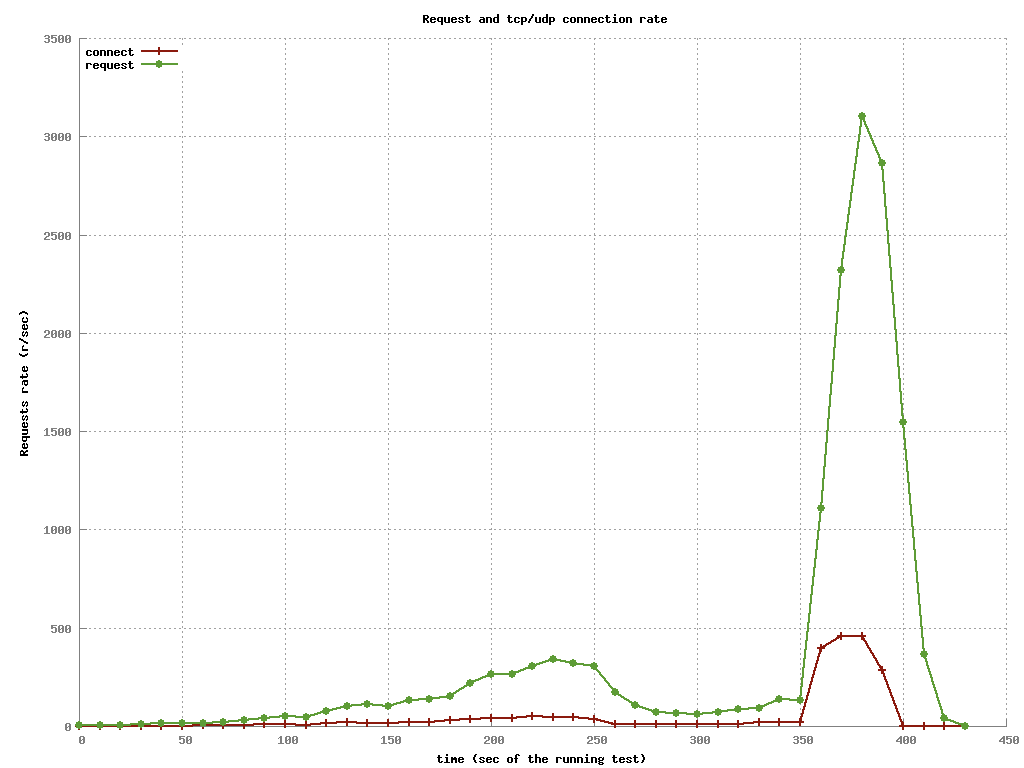 Request and tcp/udp connection rate
connect
request
3500
3000
2500
2000
1500
1000
500
0
Requests rate (r/sec)
0 50 100 150 200 250 300 350 400 450
time (sec of the running test)